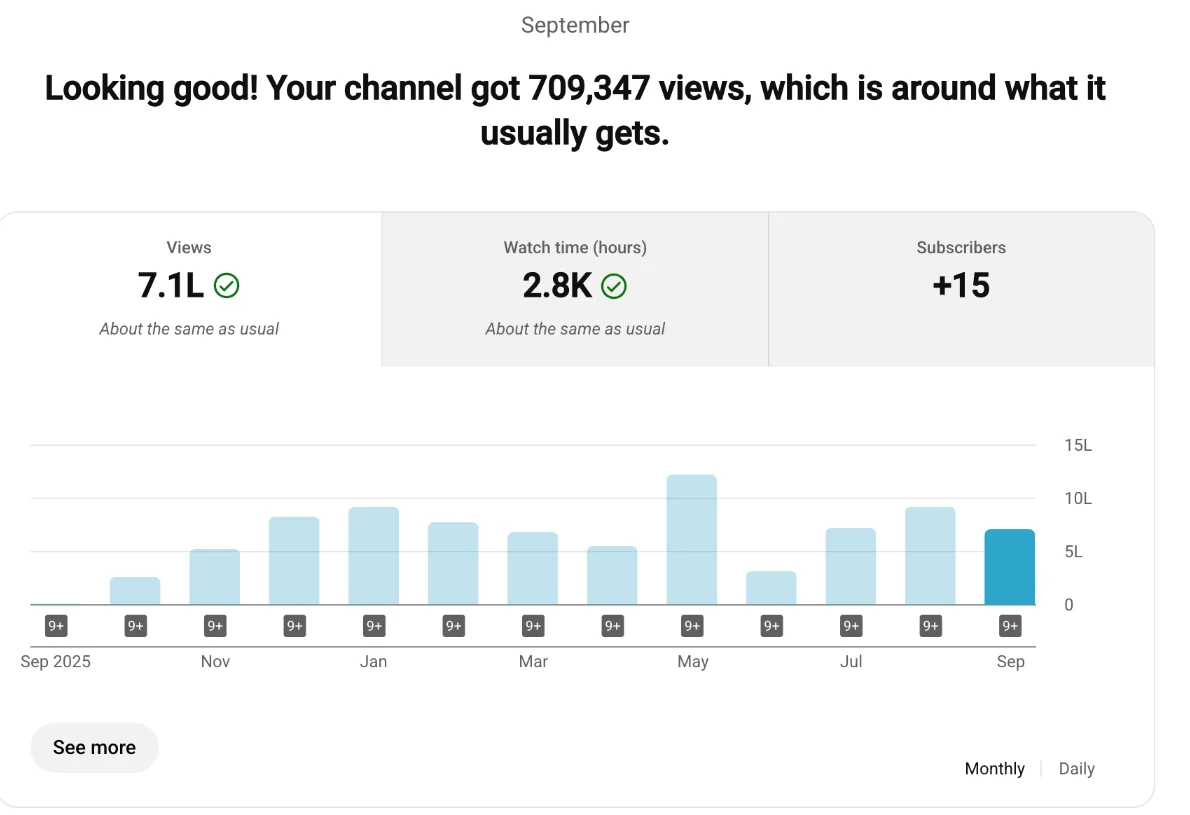 September
Looking good! Your channel got 709,347 views, which is around what it
usually gets.
Views
7.1L
About the same as usual
Watch time (hours)
2.8K
About the same as usual
Subscribers
+15
15L
10L
5L
0
9+ 9+ 9+ 9+ 9+ 9+ 9+ 9+ 9+ 9+ 9+ 9+ 9+
Sep 2025 Nov Jan Mar May Jul Sep
See more
Monthly Daily